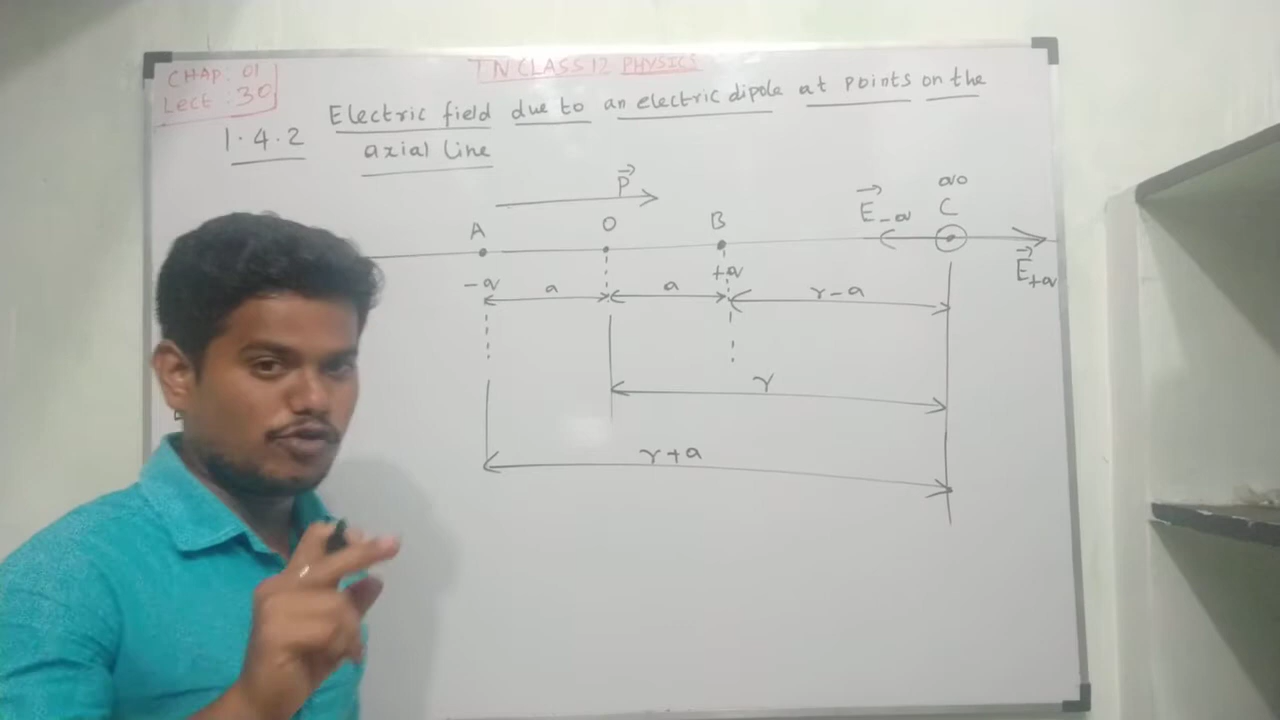 CHAP: 01
Lect: 30
TN CLASS 12 PHYSICS
1.4.2 Electric field due to an electric dipole at points on the
axial line
P
A O B E-q C
-q +q E+q
a a r-a
r
r+a